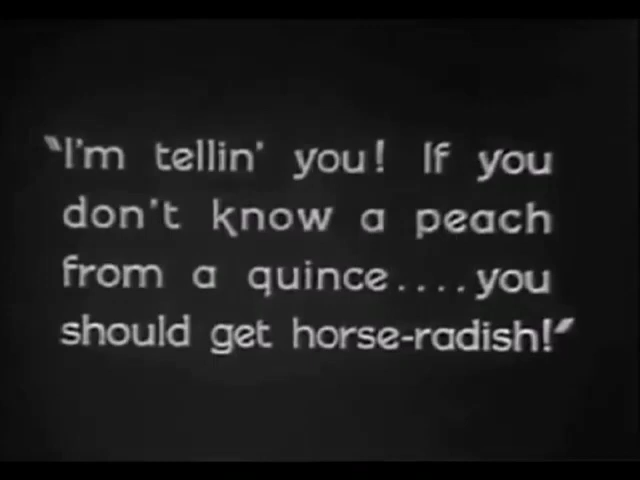 "I'm tellin' you! If you
don't know a peach
from a quince....you
should get horse-radish!"